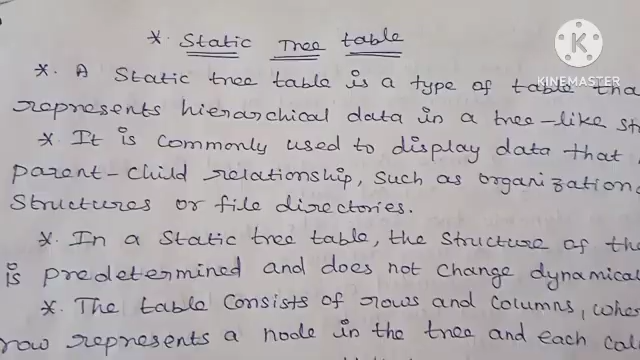 *. Static Tree table
*. A Static tree table is a type of table tha
represents hierarchical data in a tree-like st
*. It is commonly used to display data that
parent-child relationship, such as organization
Structures or file directories.
*. In a Static tree table, the structure of the
is predetermined and does not change dynamical
*. The table consists of rows and columns, whe
row represents a node in the tree and each col
K
KINEMASTER